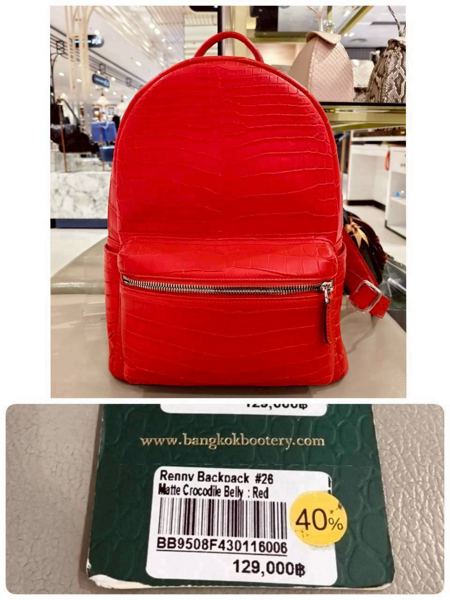 129,000฿
www.bangkokbootery.com
Renny Backpack #26
Matte Crocodile Belly : Red
40%
BB9508F430116006
129,000฿